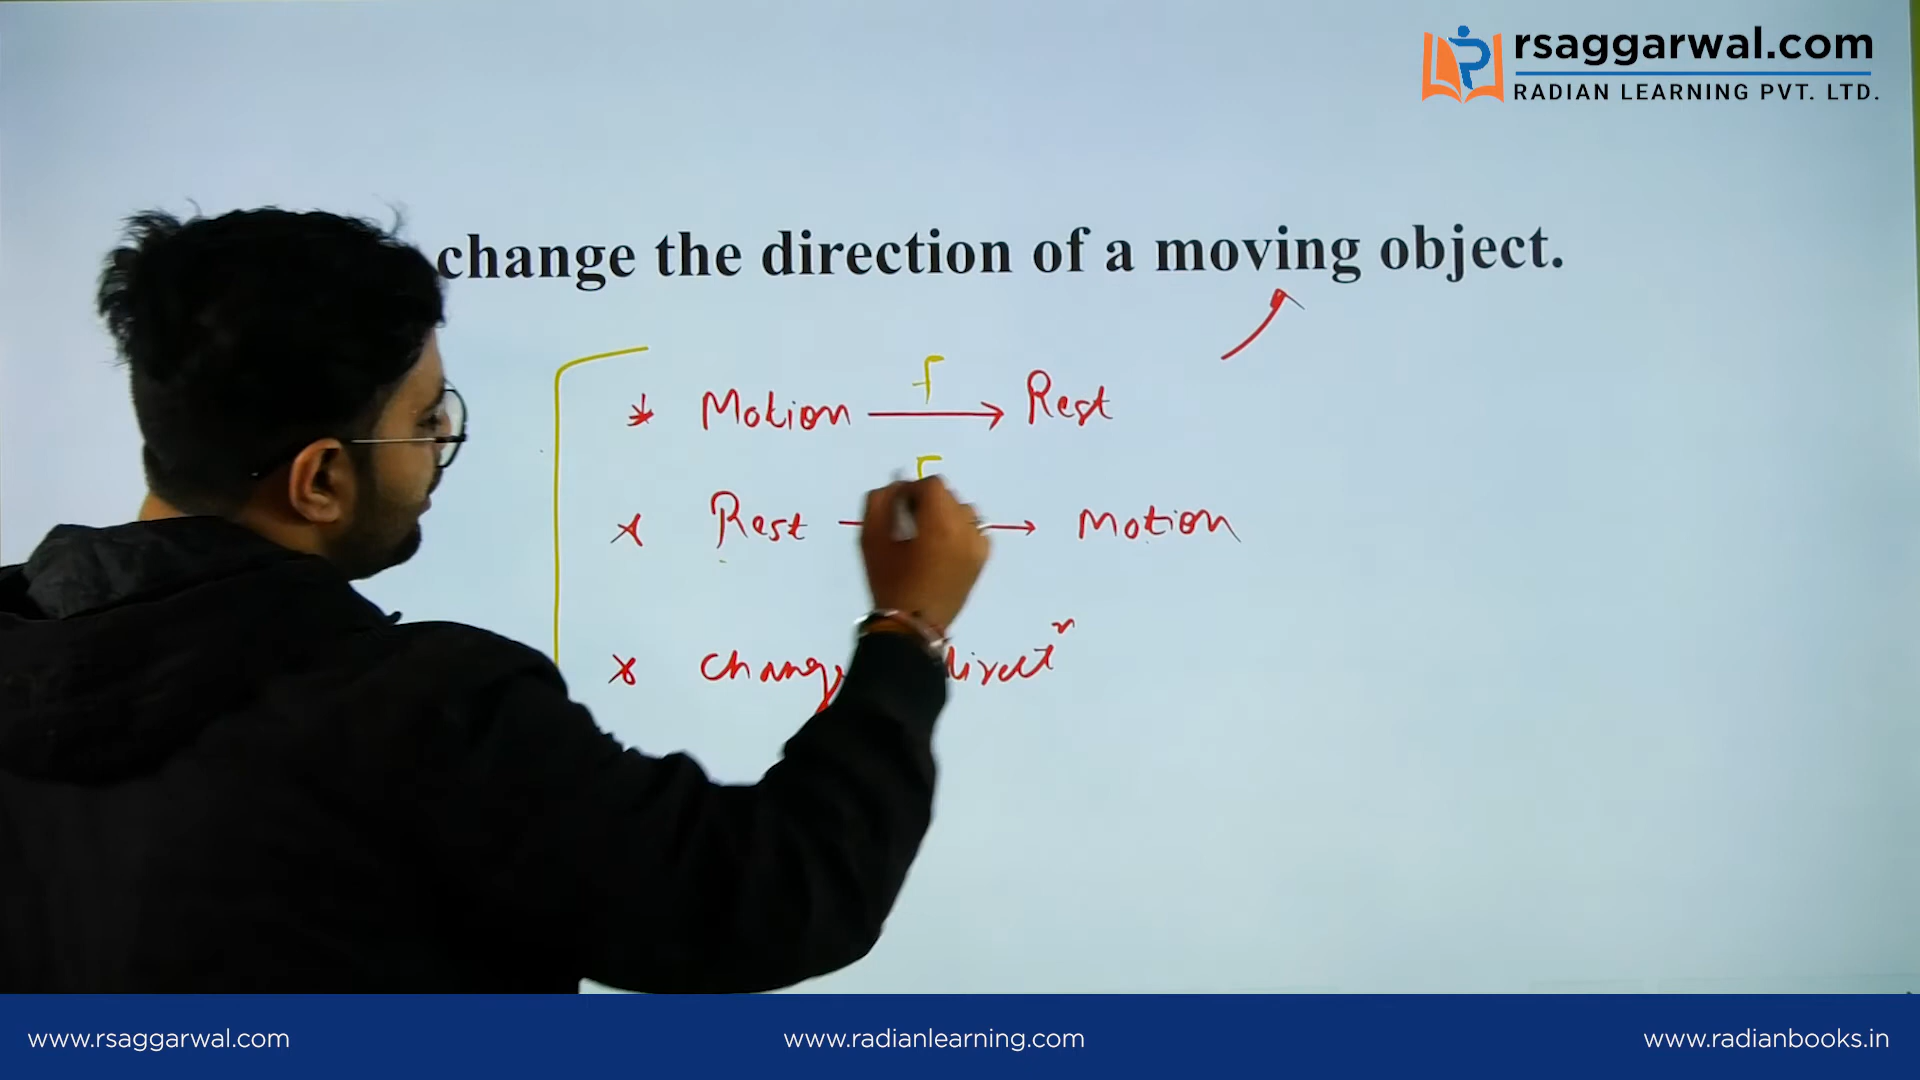 rsaggarwal.com
RADIAN LEARNING PVT. LTD.
change the direction of a moving object.
F
* Motion → Rest
F
* Rest → Motion
* direct^n
www.rsaggarwal.com
www.radianlearning.com
www.radianbooks.in